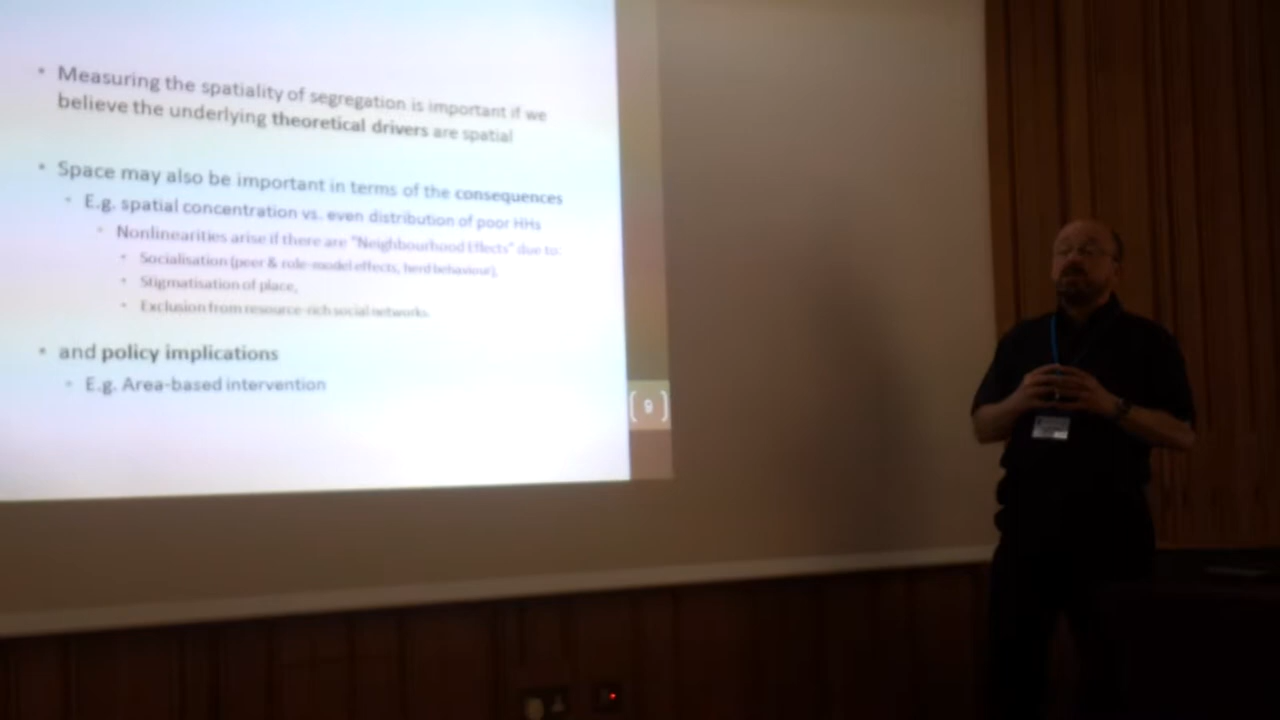 • Measuring the spatiality of segregation is important if we
believe the underlying theoretical drivers are spatial
• Space may also be important in terms of the consequences
• E.g. spatial concentration vs. even distribution of poor HHs
• Nonlinearities arise if there are "Neighbourhood Effects" due to:
• Socialisation (peer & role-model effects, herd behaviour),
• Stigmatisation of place,
• Exclusion from resource-rich social networks.
• and policy implications
• E.g. Area-based intervention
[ 9 ]